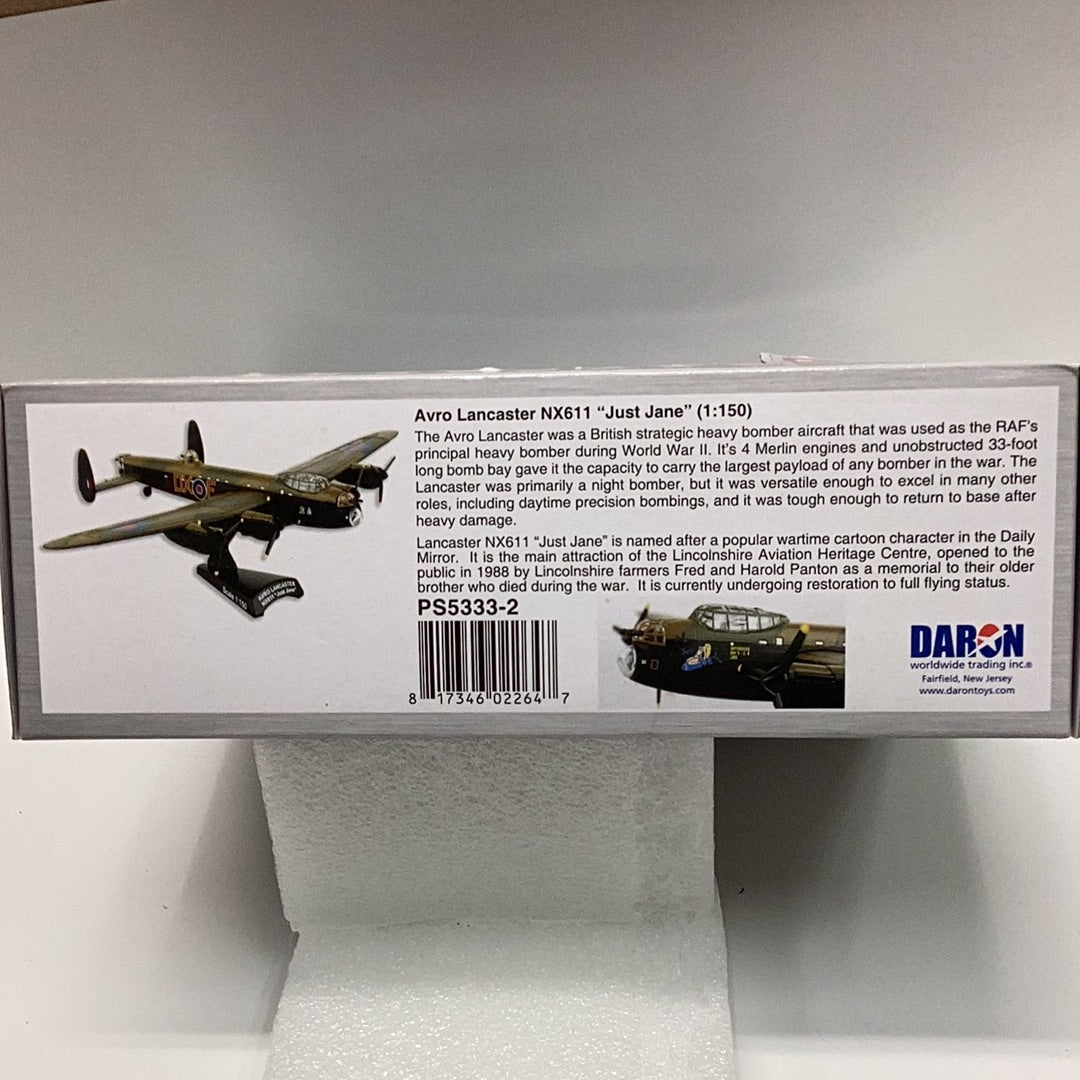 Avro Lancaster NX611 “Just Jane” (1:150)
The Avro Lancaster was a British strategic heavy bomber aircraft that was used as the RAF's
principal heavy bomber during World War II. It's 4 Merlin engines and unobstructed 33-foot
long bomb bay gave it the capacity to carry the largest payload of any bomber in the war. The
Lancaster was primarily a night bomber, but it was versatile enough to excel in many other
roles, including daytime precision bombings, and it was tough enough to return to base after
heavy damage.
Lancaster NX611 “Just Jane” is named after a popular wartime cartoon character in the Daily
Mirror. It is the main attraction of the Lincolnshire Aviation Heritage Centre, opened to the
public in 1988 by Lincolnshire farmers Fred and Harold Panton as a memorial to their older
brother who died during the war. It is currently undergoing restoration to full flying status.
PS5333-2
8 17346 02264 7
DARON
worldwide trading inc.®
Fairfield, New Jersey
www.darontoys.com
Scale 1:150
AVRO LANCASTER
NX611 "Just Jane"